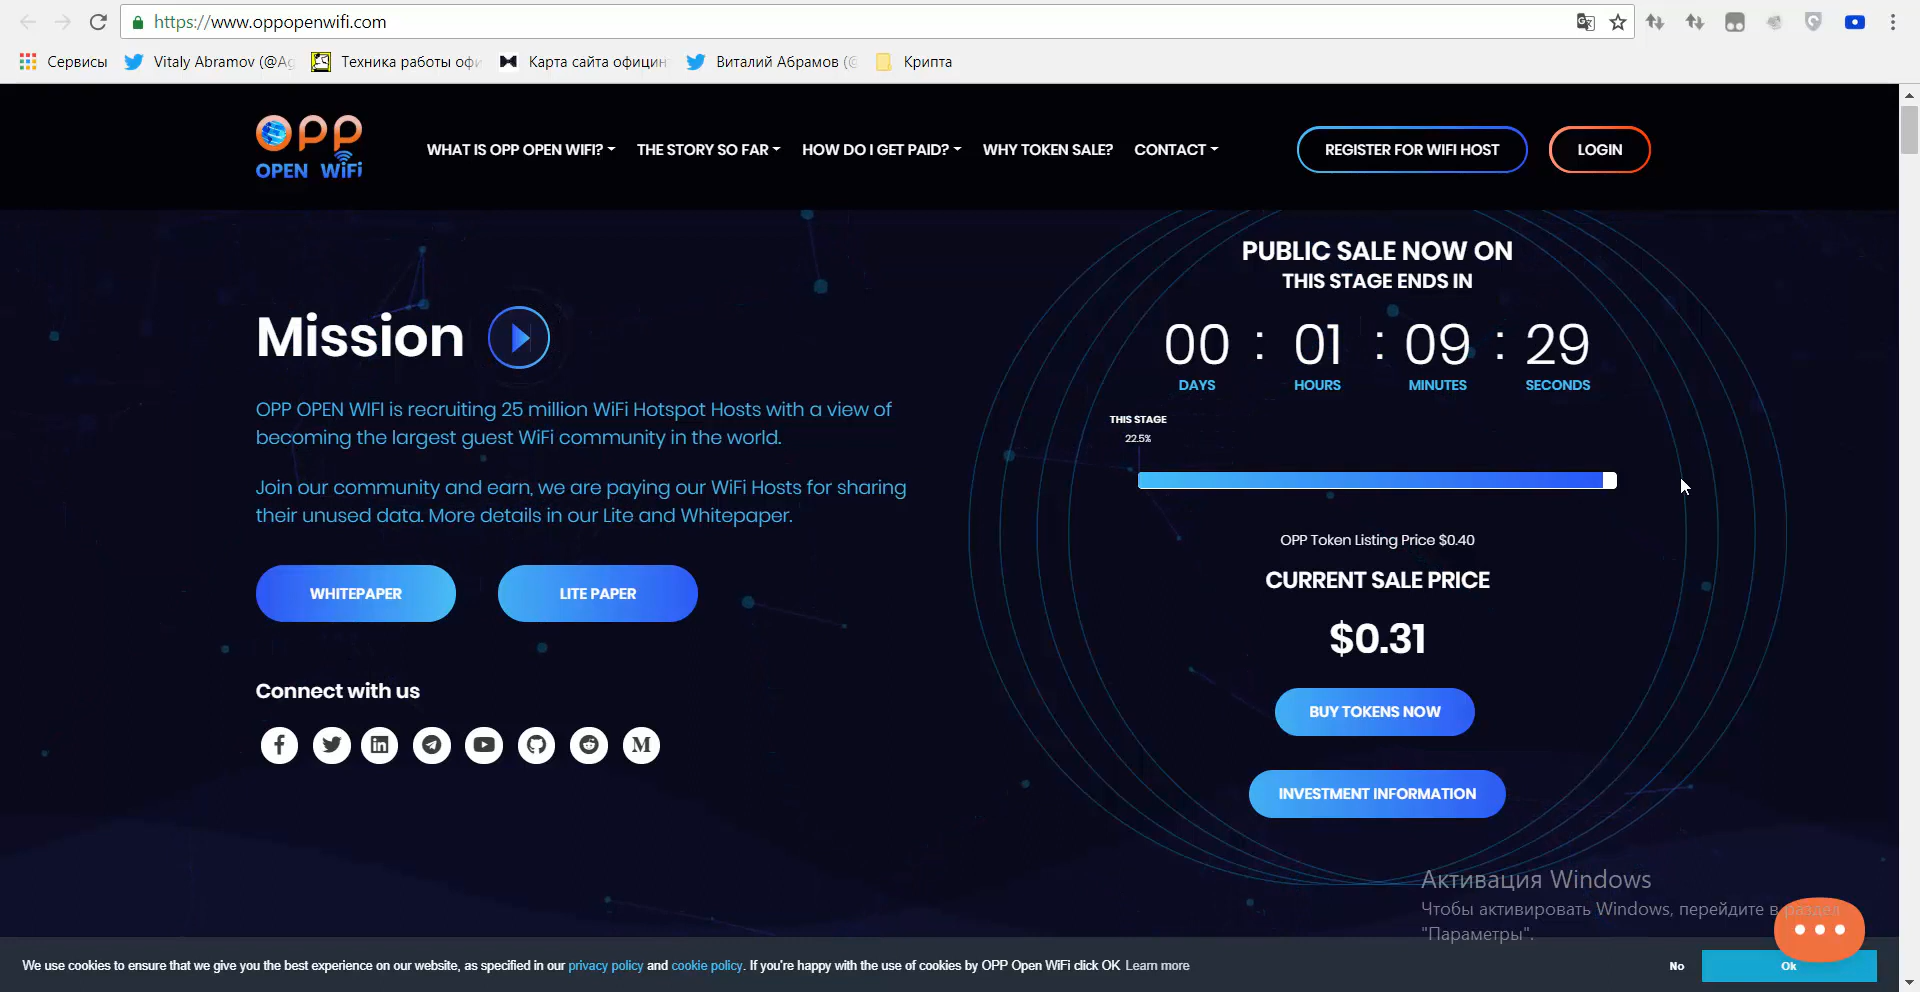 https://www.oppopenwifi.com
Сервисы
Vitaly Abramov (@Ag
Техника работы офи
Карта сайта официн
Виталий Абрамов (@
Крипта
OPP
OPEN WiFi
WHAT IS OPP OPEN WIFI?
THE STORY SO FAR
HOW DO I GET PAID?
WHY TOKEN SALE?
CONTACT
REGISTER FOR WIFI HOST
LOGIN
Mission
OPP OPEN WIFI is recruiting 25 million WiFi Hotspot Hosts with a view of
becoming the largest guest WiFi community in the world.
Join our community and earn, we are paying our WiFi Hosts for sharing
their unused data. More details in our Lite and Whitepaper.
WHITEPAPER
LITE PAPER
Connect with us
PUBLIC SALE NOW ON
THIS STAGE ENDS IN
00 : 01 : 09 : 29
DAYS HOURS MINUTES SECONDS
THIS STAGE
22.5%
OPP Token Listing Price $0.40
CURRENT SALE PRICE
$0.31
BUY TOKENS NOW
INVESTMENT INFORMATION
Активация Windows
Чтобы активировать Windows, перейдите в раздел
"Параметры".
We use cookies to ensure that we give you the best experience on our website, as specified in our privacy policy and cookie policy. If you're happy with the use of cookies by OPP Open WiFi click OK Learn more
No
Ok